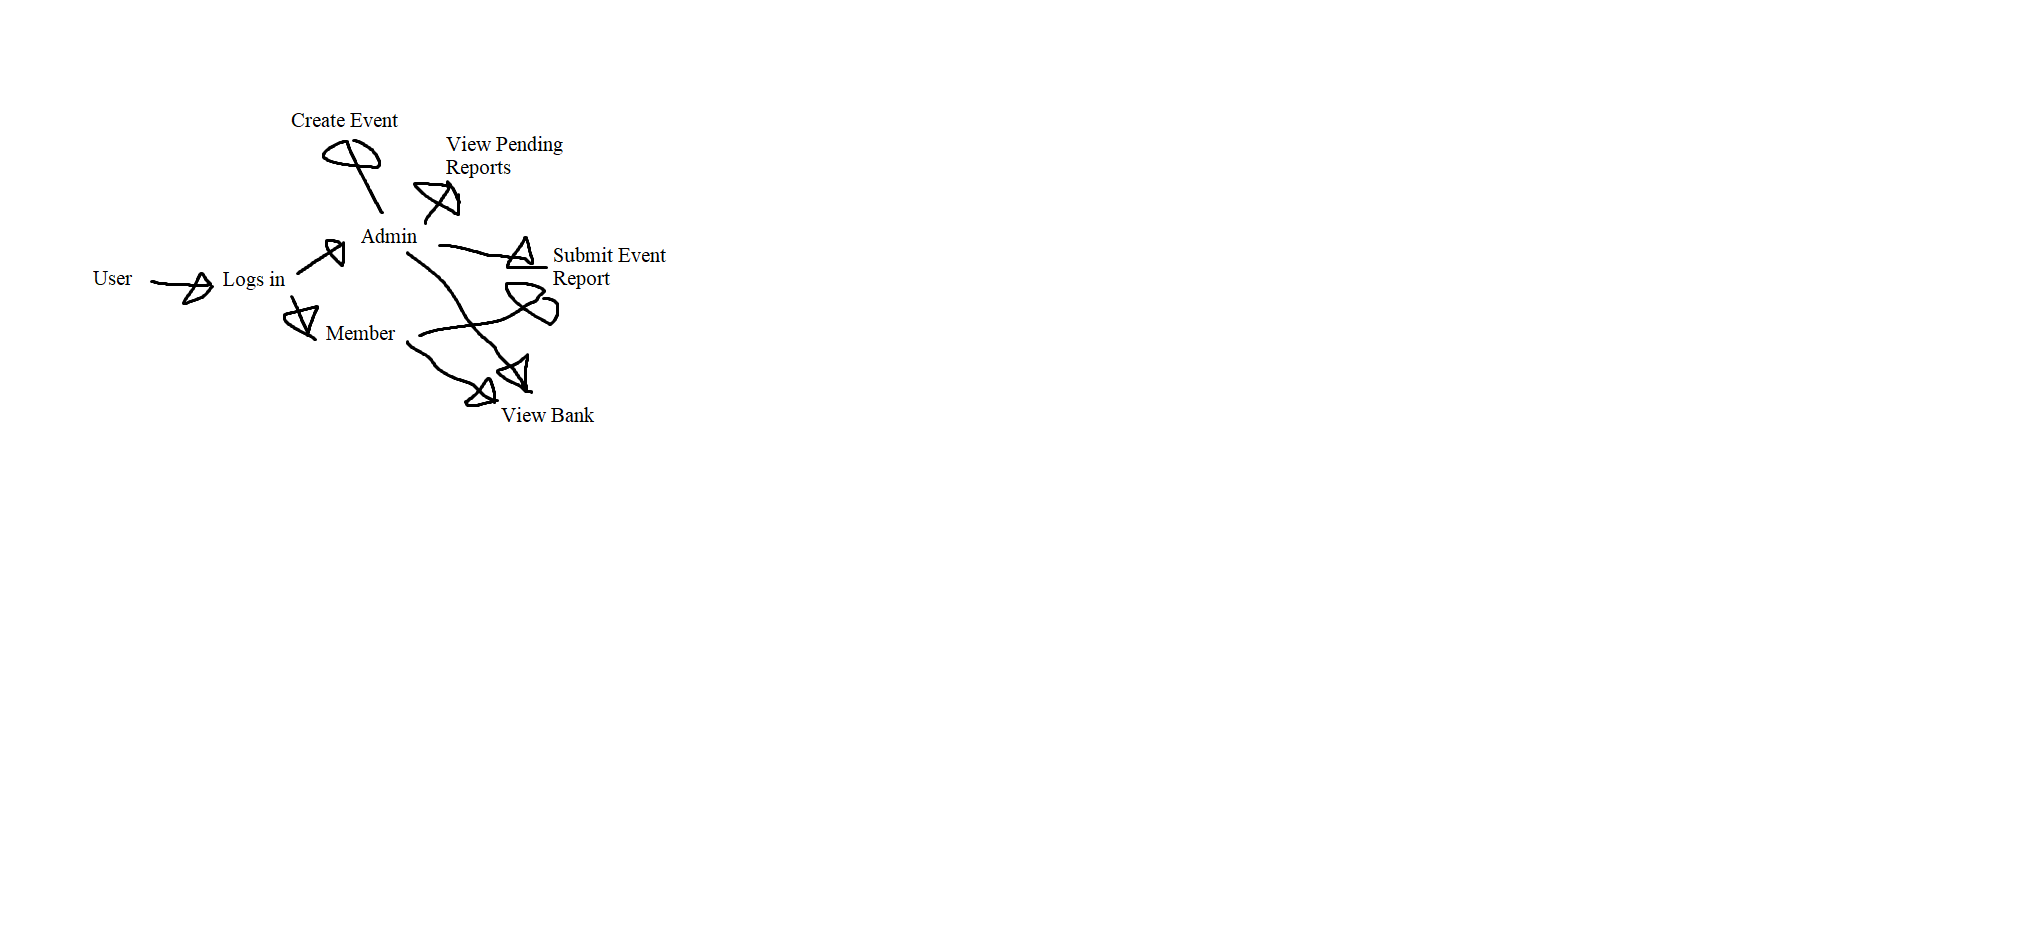 Create Event
View Pending
Reports
Admin
Submit Event
Report
User
Logs in
Member
View Bank